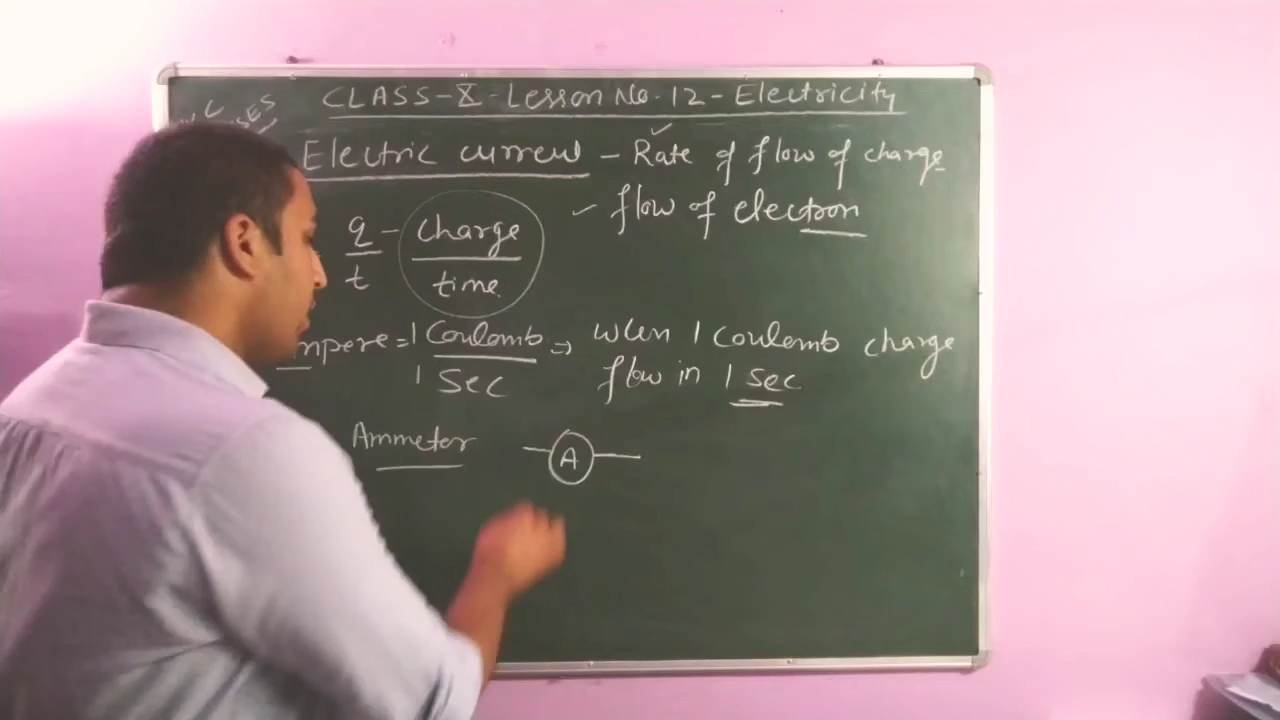 CLASS-X-Lesson No-12-Electricity
Electric current - Rate of flow of charge
✓ flow of electron
q/t - charge/time
mpere = 1 Coulomb / 1 Sec => When 1 Coulomb charge
flow in 1 sec
Ammeter A